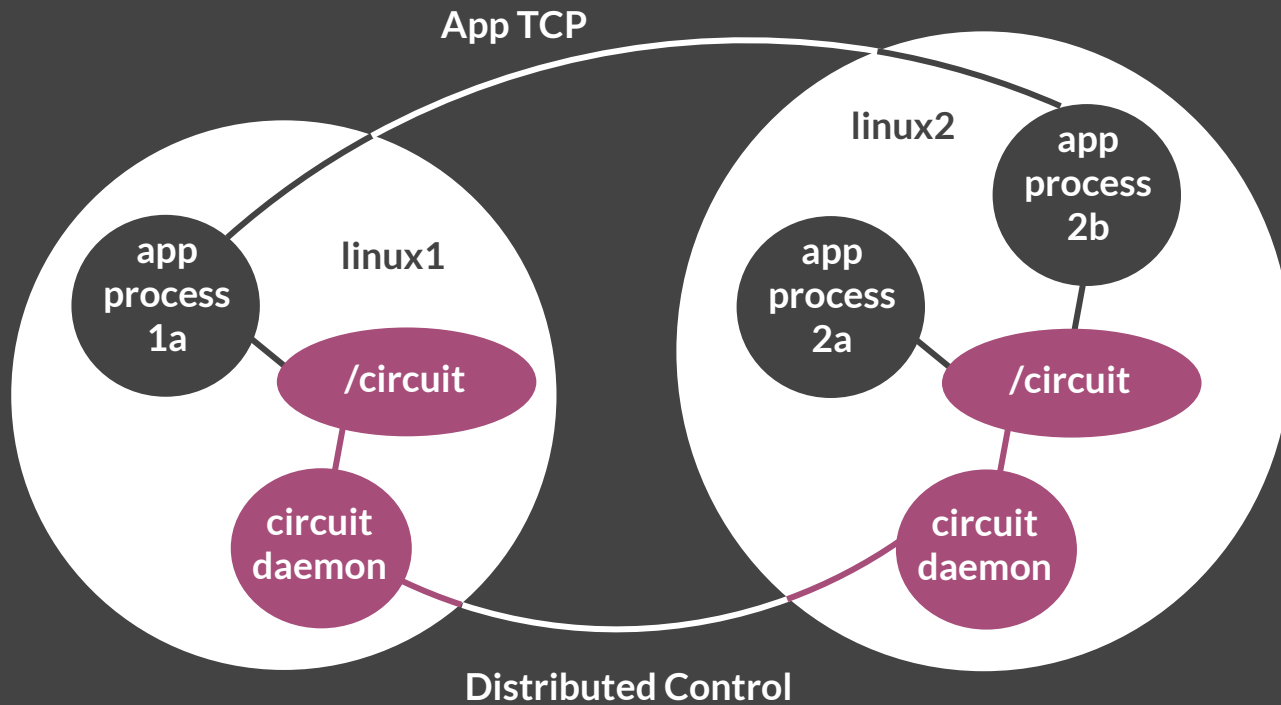 App TCP
linux1
app
process
1a
/circuit
circuit
daemon
linux2
app
process
2b
app
process
2a
/circuit
circuit
daemon
Distributed Control